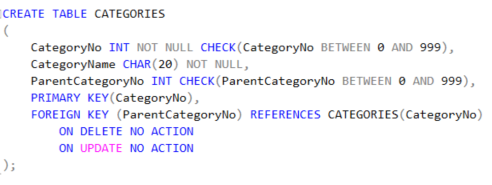 CREATE TABLE CATEGORIES
(
CategoryNo INT NOT NULL CHECK(CategoryNo BETWEEN 0 AND 999),
CategoryName CHAR(20) NOT NULL,
ParentCategoryNo INT CHECK(ParentCategoryNo BETWEEN 0 AND 999),
PRIMARY KEY(CategoryNo),
FOREIGN KEY (ParentCategoryNo) REFERENCES CATEGORIES(CategoryNo)
ON DELETE NO ACTION
ON UPDATE NO ACTION
);